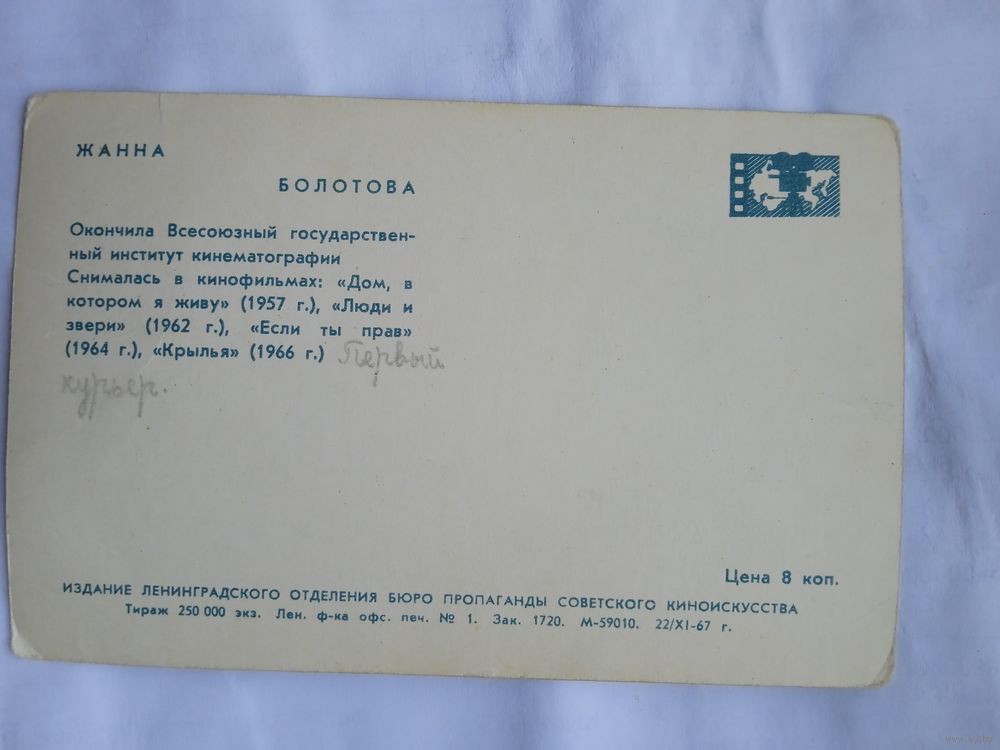 ЖАННА
БОЛОТОВА
Окончила Всесоюзный государствен-
ный институт кинематографии
Снималась в кинофильмах: «Дом, в
котором я живу» (1957 г.), «Люди и
звери» (1962 г.), «Если ты прав»
(1964 г.), «Крылья» (1966 г.) Первый
курьер.
Цена 8 коп.
ИЗДАНИЕ ЛЕНИНГРАДСКОГО ОТДЕЛЕНИЯ БЮРО ПРОПАГАНДЫ СОВЕТСКОГО КИНОИСКУССТВА
Тираж 250 000 экз. Лен. ф-ка офс. печ. № 1. Зак. 1720. М-59010. 22/XI-67 г.